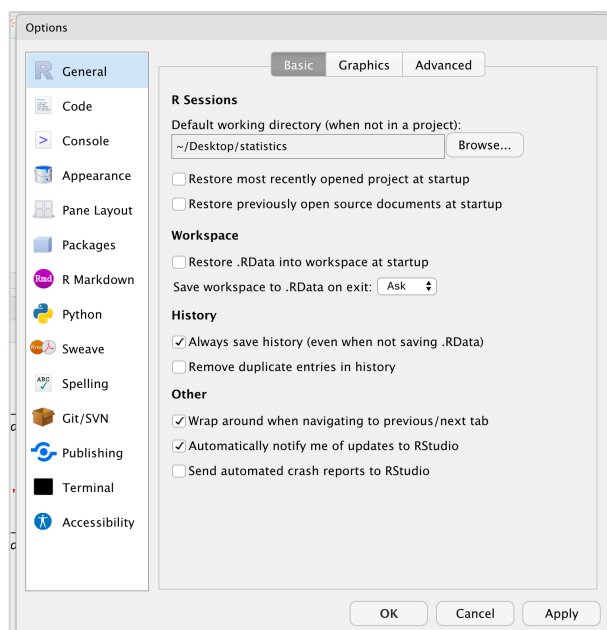 Options
General
Code
Console
Appearance
Pane Layout
Packages
Rmd R Markdown
Python
Sweave
ABC Spelling
Git/SVN
Publishing
Terminal
Accessibility
Basic Graphics Advanced
R Sessions
Default working directory (when not in a project):
~/Desktop/statistics Browse...
Restore most recently opened project at startup
Restore previously open source documents at startup
Workspace
Restore .RData into workspace at startup
Save workspace to .RData on exit: Ask
History
Always save history (even when not saving .RData)
Remove duplicate entries in history
Other
Wrap around when navigating to previous/next tab
Automatically notify me of updates to RStudio
Send automated crash reports to RStudio
OK Cancel Apply